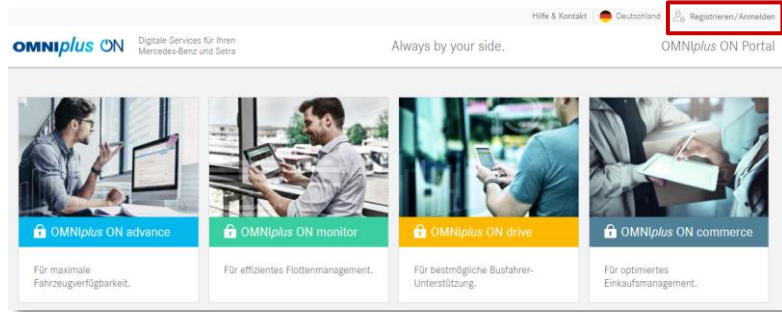 Hilfe & Kontakt Deutschland Registrieren/Anmelden
OMNIplus ON Digitale Services für Ihren
Mercedes-Benz und Setra
Always by your side.
OMNIplus ON Portal
OMNIplus ON advance
Für maximale
Fahrzeugverfügbarkeit.
OMNIplus ON monitor
Für effizientes Flottenmanagement.
OMNIplus ON drive
Für bestmögliche Busfahrer-
Unterstützung.
OMNIplus ON commerce
Für optimiertes
Einkaufsmanagement.